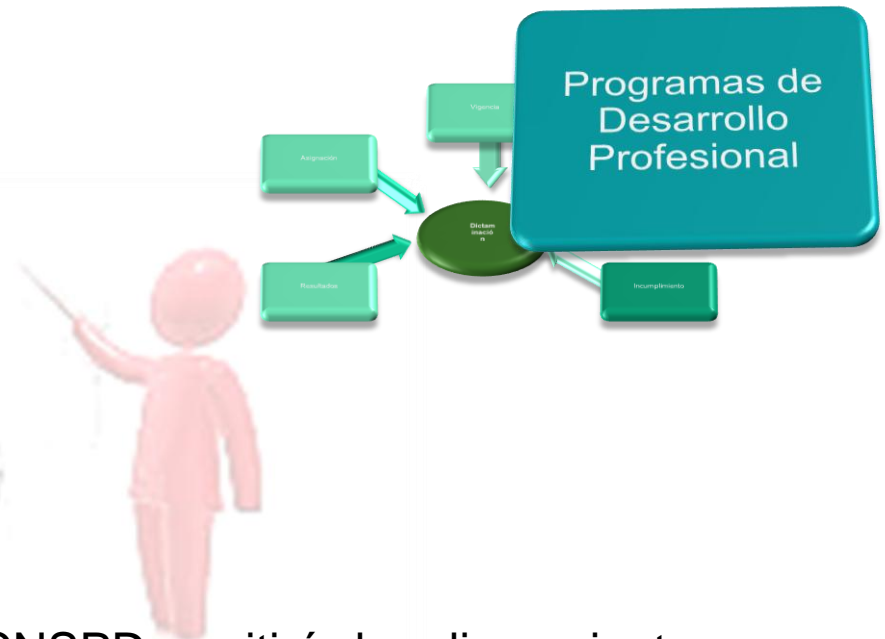 Programas de
Desarrollo
Profesional
Vigencia
Asignación
Dictam
inació
n
Resultados
Incumplimiento